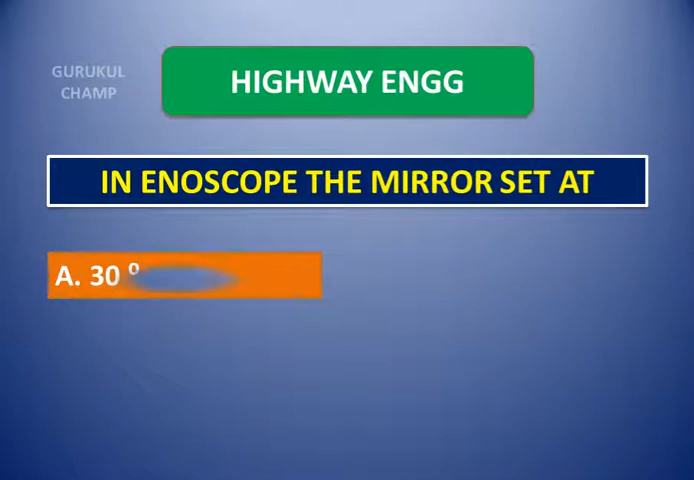 GURUKUL
CHAMP
HIGHWAY ENGG
IN ENOSCOPE THE MIRROR SET AT
A. 30 º